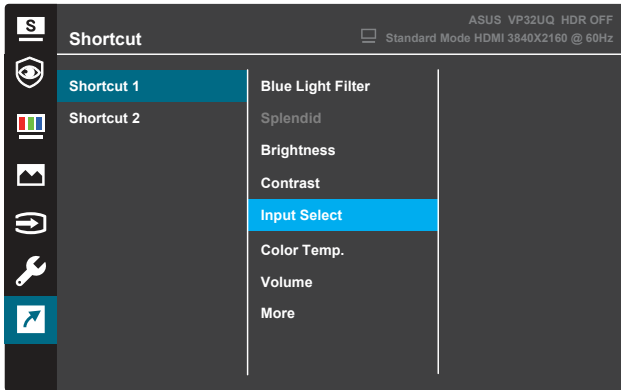 S
ASUS VP32UQ HDR OFF
Shortcut
Standard Mode HDMI 3840X2160 @ 60Hz
Shortcut 1
Shortcut 2
Blue Light Filter
Splendid
Brightness
Contrast
Input Select
Color Temp.
Volume
More